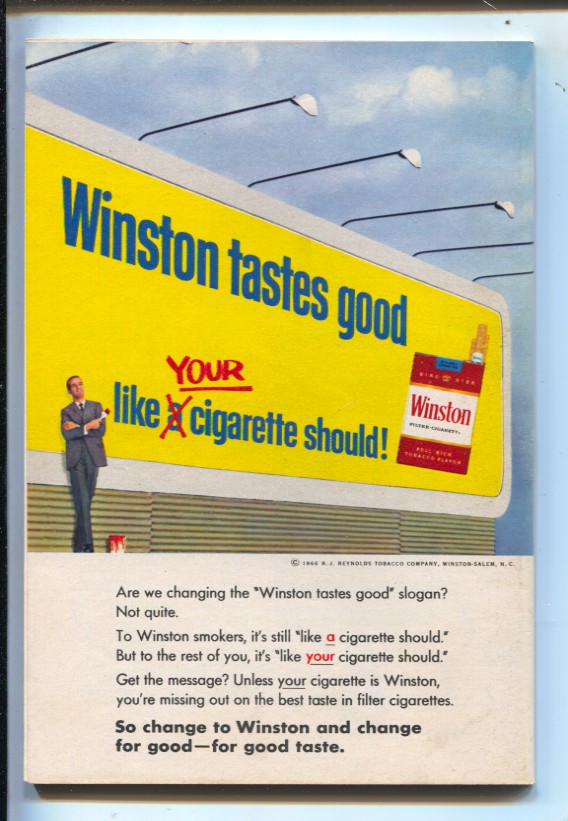 Winston tastes good
YOUR
like a cigarette should!
KING SIZE
Winston
FILTER-CIGARETTES
FULL RICH
TOBACCO FLAVOR
© 1966 R. J. REYNOLDS TOBACCO COMPANY, WINSTON-SALEM, N. C.
Are we changing the "Winston tastes good" slogan?
Not quite.
To Winston smokers, it's still "like a cigarette should."
But to the rest of you, it's "like your cigarette should."
Get the message? Unless your cigarette is Winston,
you're missing out on the best taste in filter cigarettes.
So change to Winston and change
for good—for good taste.